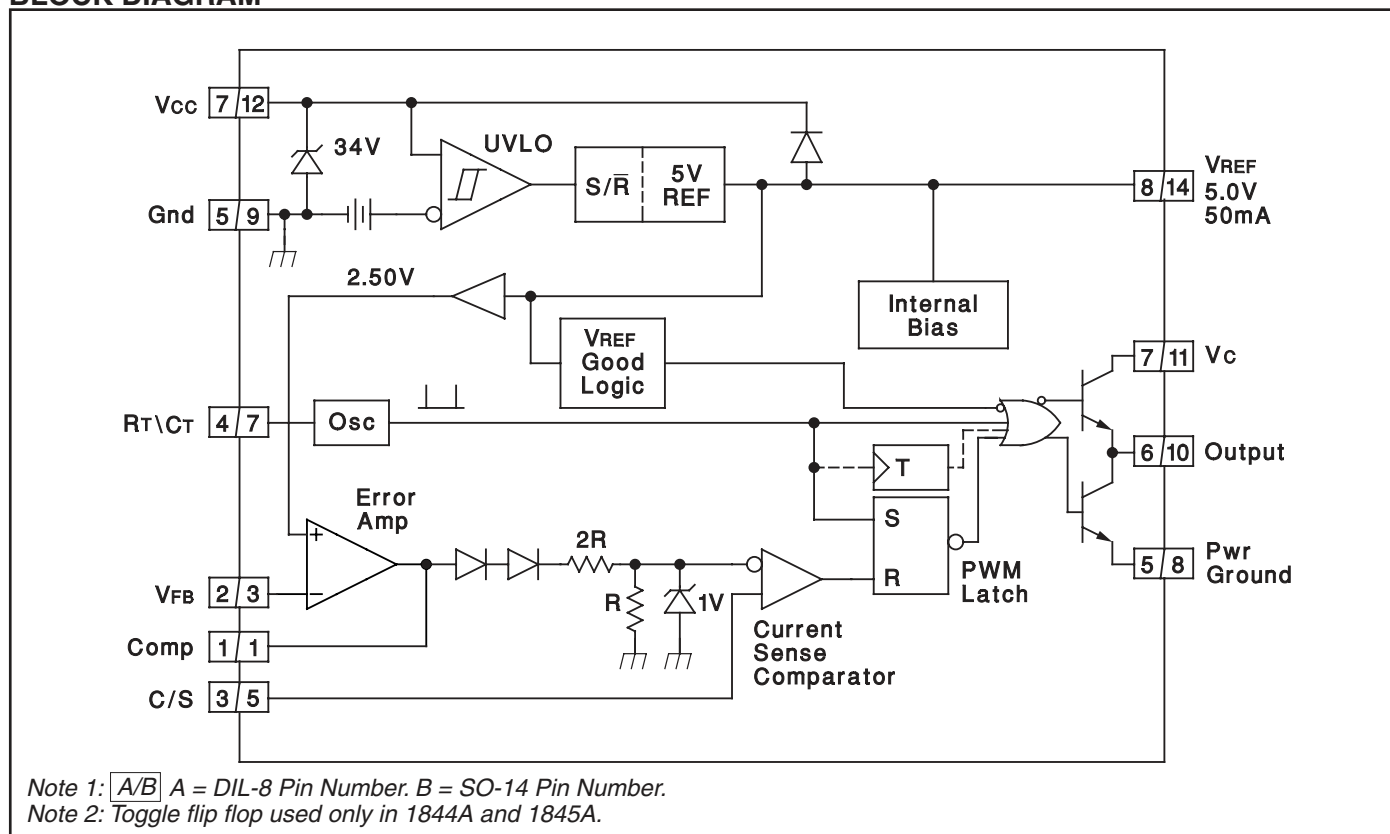 BLOCK DIAGRAM
VCC 7/12
34V
UVLO
S/R̅
5V
REF
8/14
VREF
5.0V
50mA
Gnd 5/9
2.50V
Internal
Bias
VREF
Good
Logic
7/11 VC
RT\CT 4/7
Osc
T
6/10 Output
Error
Amp
+
−
2R
R
1V
S
R
PWM
Latch
5/8
Pwr
Ground
VFB 2/3
Comp 1/1
Current
Sense
Comparator
C/S 3/5
Note 1: A/B A = DIL-8 Pin Number. B = SO-14 Pin Number.
Note 2: Toggle flip flop used only in 1844A and 1845A.